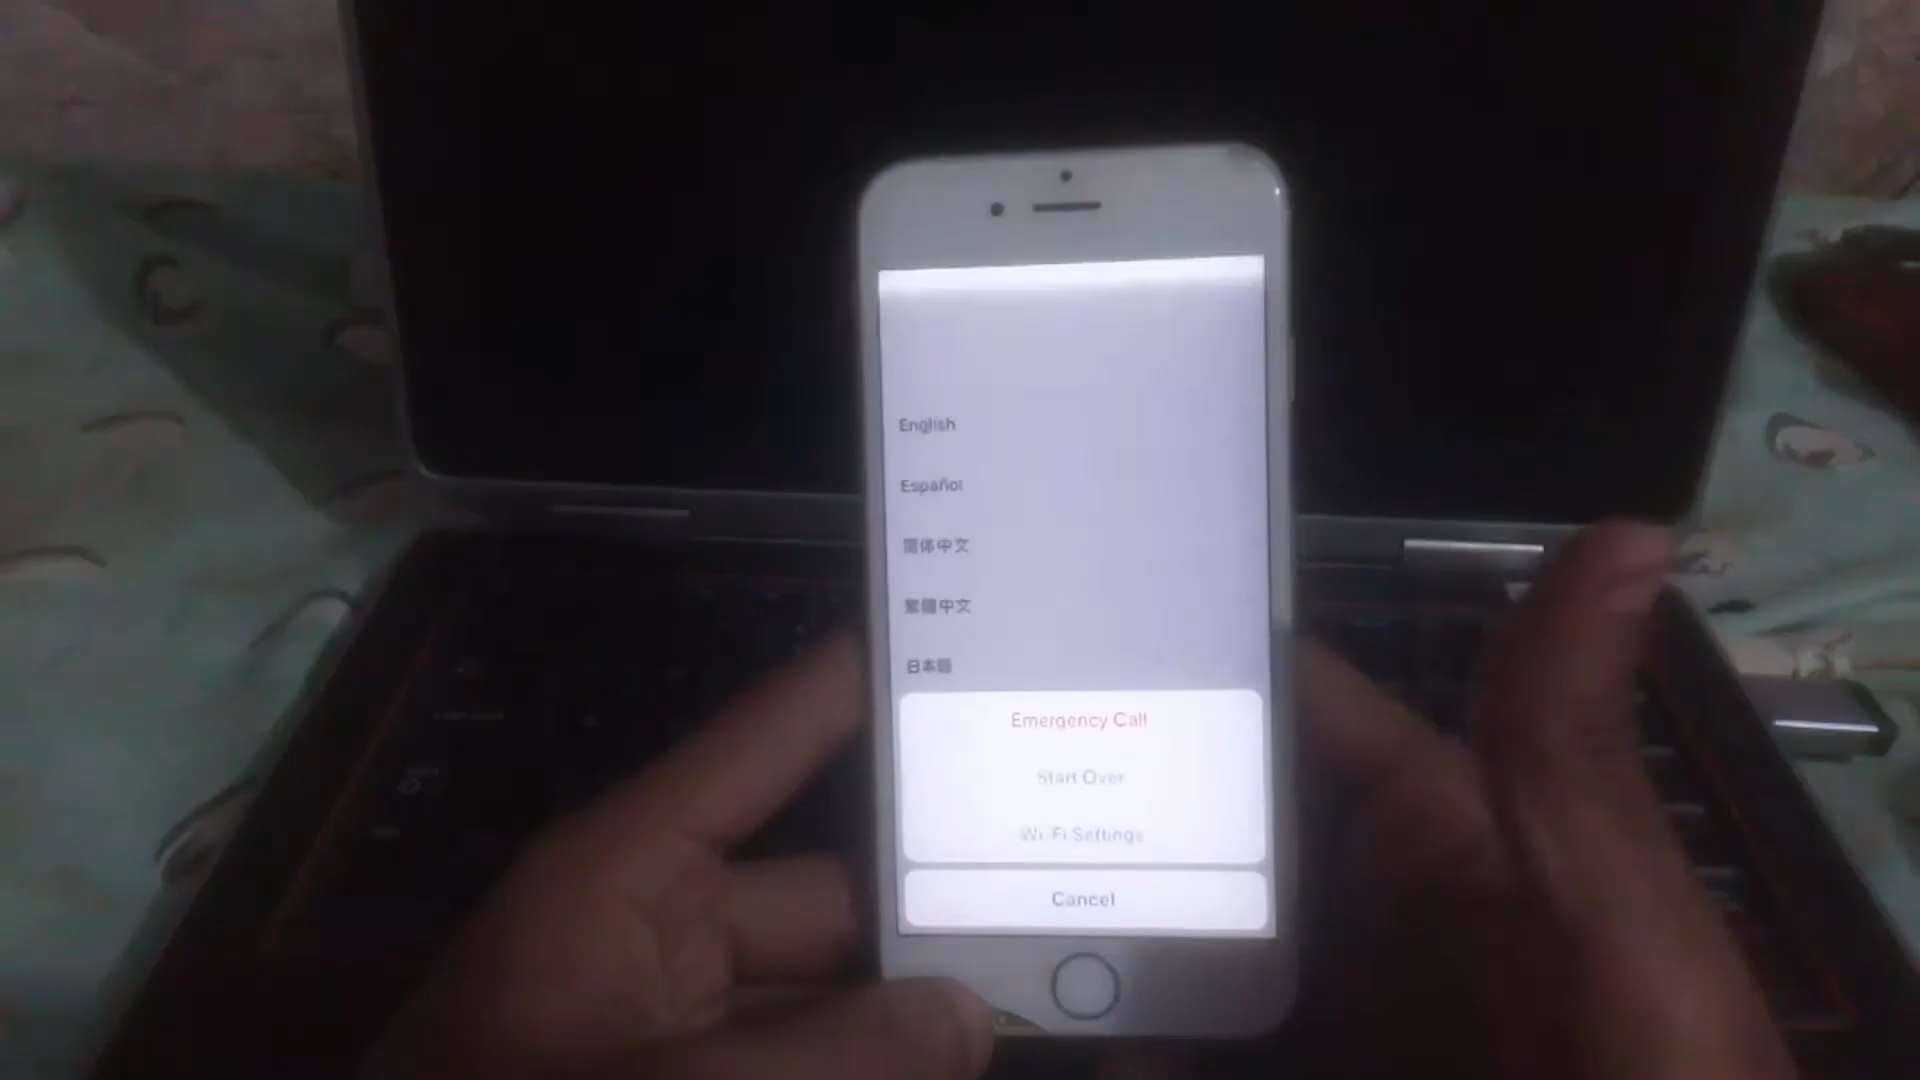 English
Español
简体中文
繁體中文
日本語
Emergency Call
Start Over
Wi-Fi Settings
Cancel